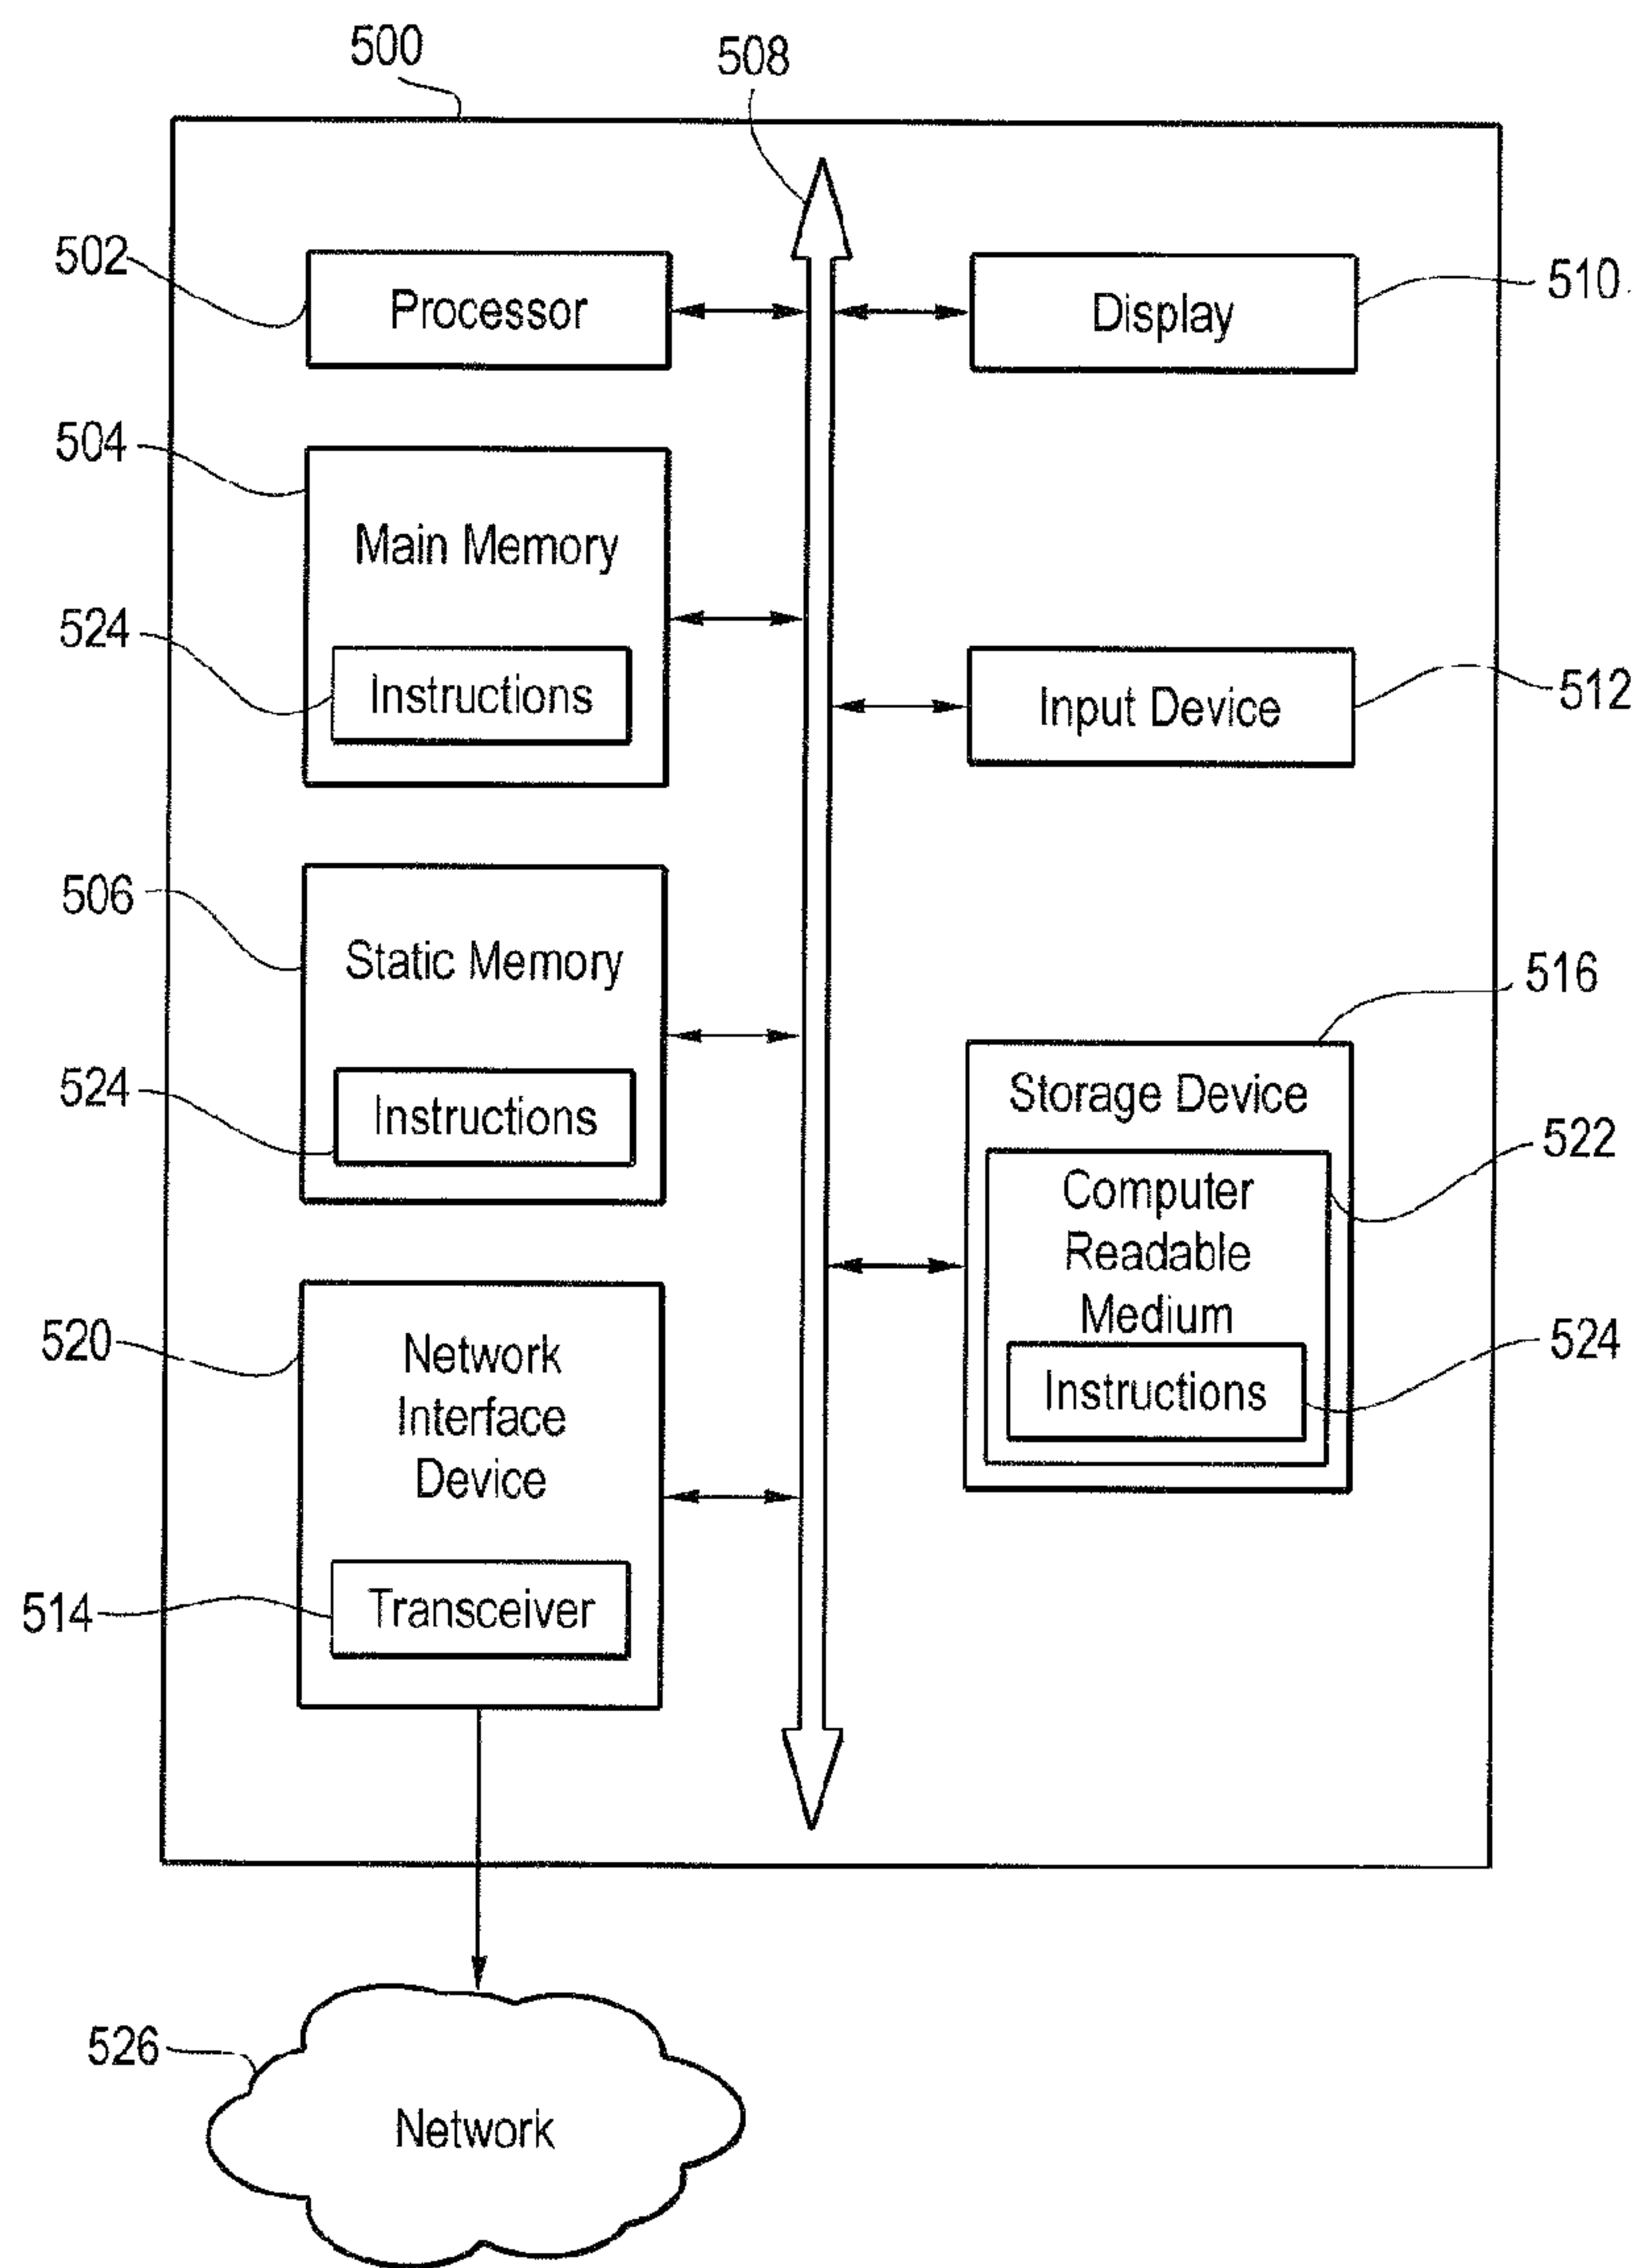 500
508
502
Processor
Display
510
504
Main Memory
524
Instructions
Input Device
512
506
Static Memory
524
Instructions
516
Storage Device
522
Computer
Readable
Medium
524
Instructions
520
Network
Interface
Device
514
Transceiver
526
Network